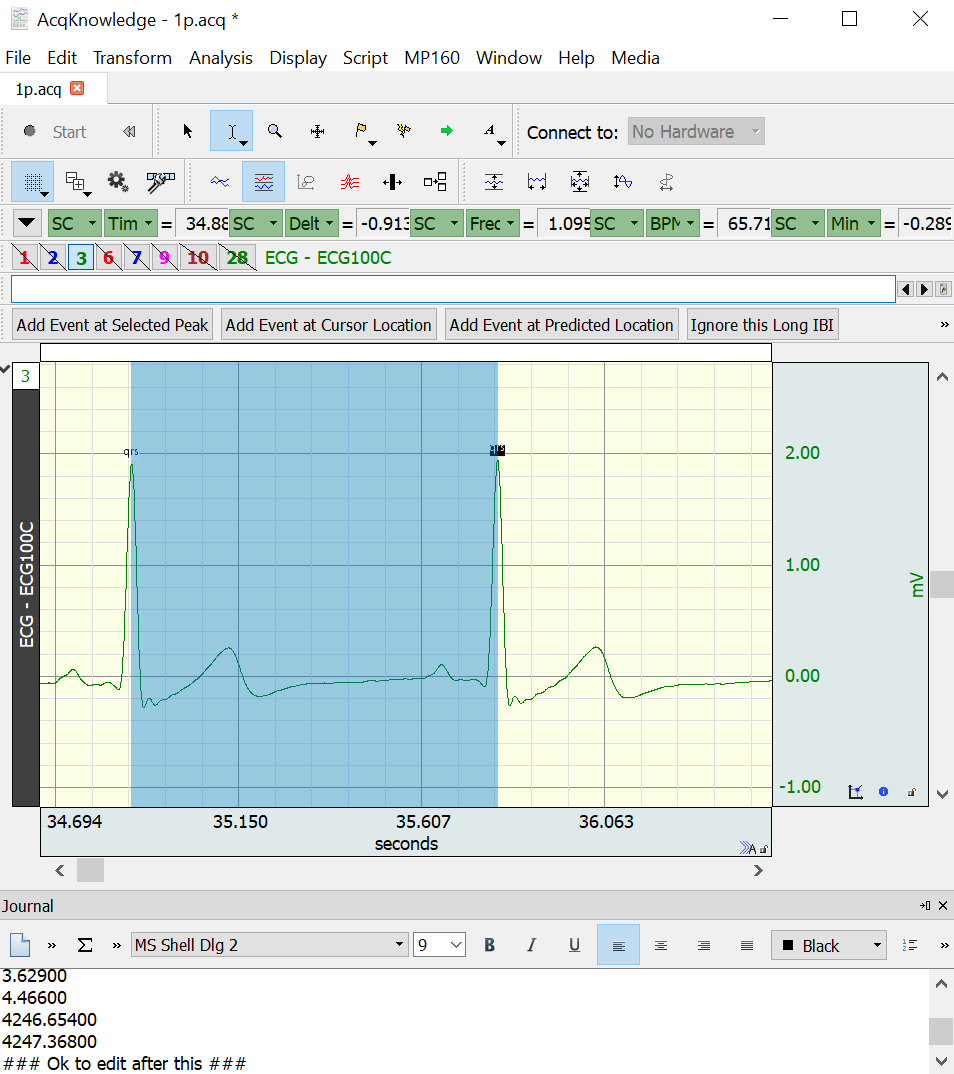 AcqKnowledge - 1p.acq *
File Edit Transform Analysis Display Script MP160 Window Help Media
1p.acq
Start Connect to: No Hardware
SC Tim = 34.88 SC Delt = -0.913 SC Frec = 1.095 SC BPM = 65.71 SC Min = -0.289
1 2 3 6 7 9 10 28 ECG - ECG100C
Add Event at Selected Peak Add Event at Cursor Location Add Event at Predicted Location Ignore this Long IBI »
3
qrs qrs
2.00
1.00
0.00
-1.00
ECG - ECG100C
mV
34.694 35.150 35.607 36.063
seconds
A
Journal
» Σ » MS Shell Dlg 2 9 B I U Black »
3.62900
4.46600
4246.65400
4247.36800
### Ok to edit after this ###